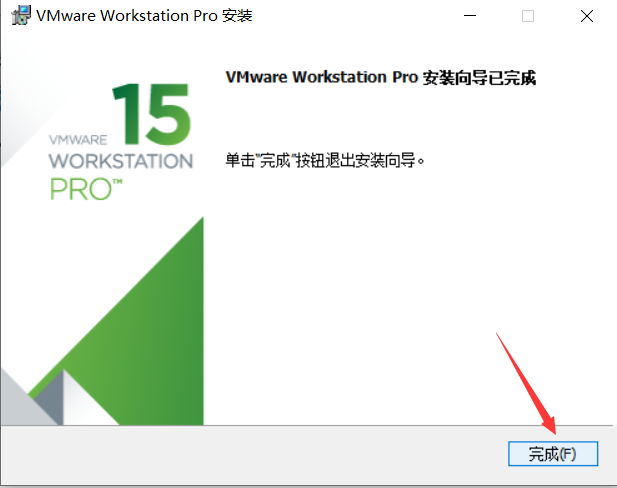 VMware Workstation Pro 安装
VMware Workstation Pro 安装向导已完成
15
VMWARE
WORKSTATION
PRO™
单击"完成"按钮退出安装向导。
完成(F)